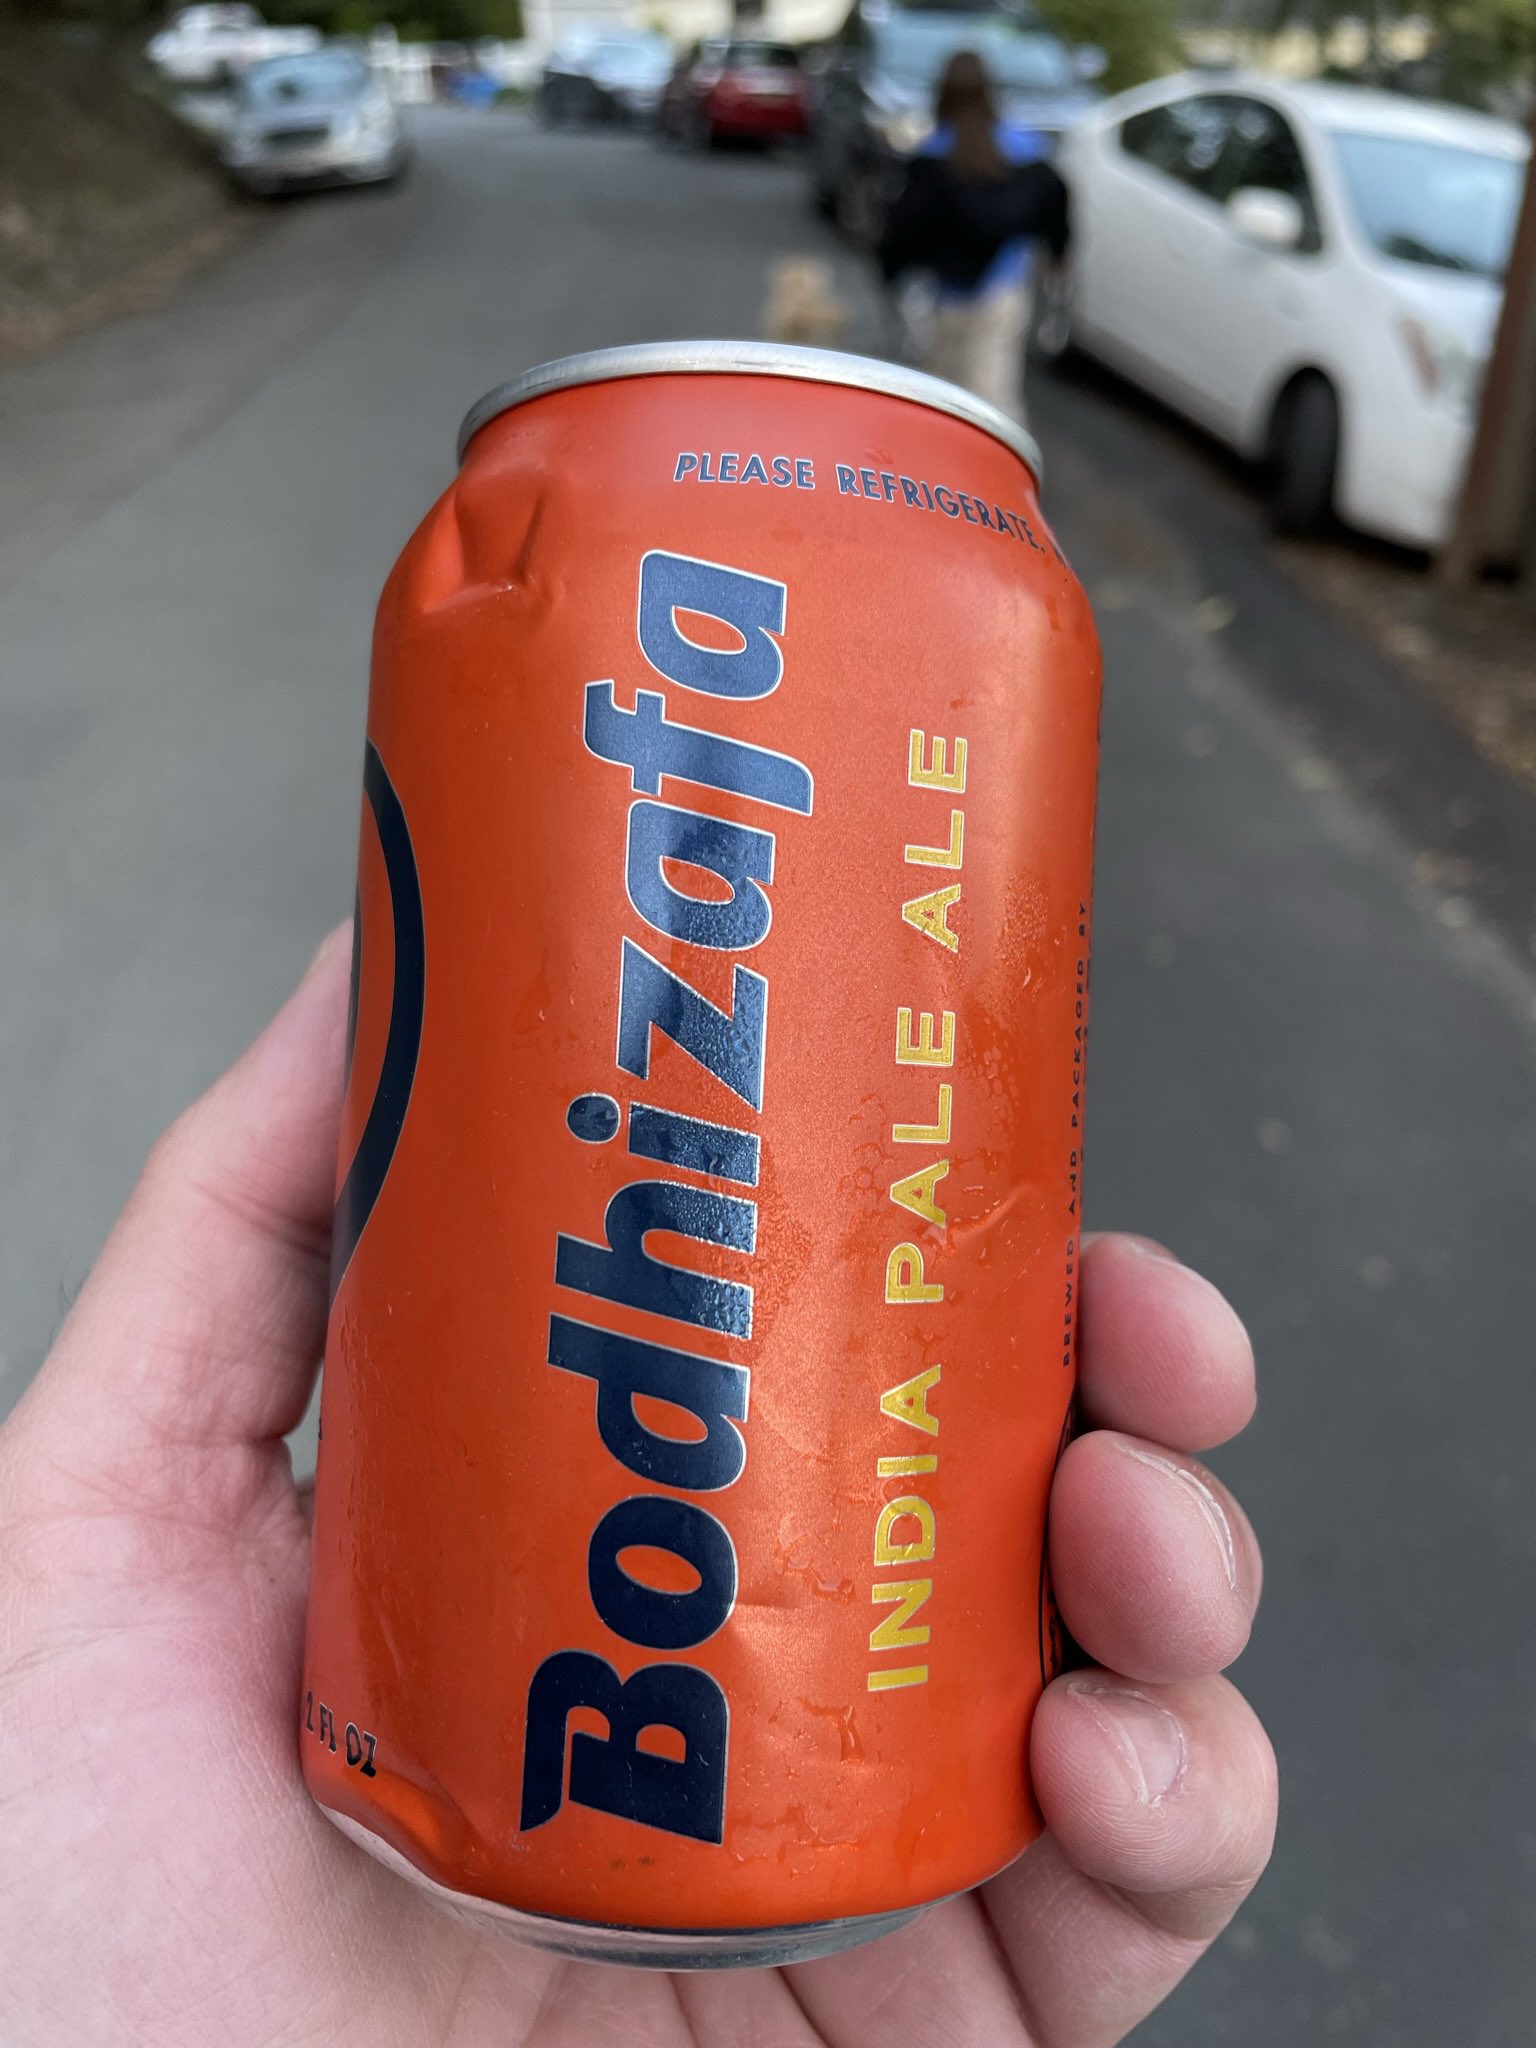 PLEASE REFRIGERATE.
Bodhizafa
INDIA PALE ALE
BREWED AND PACKAGED BY
FL OZ